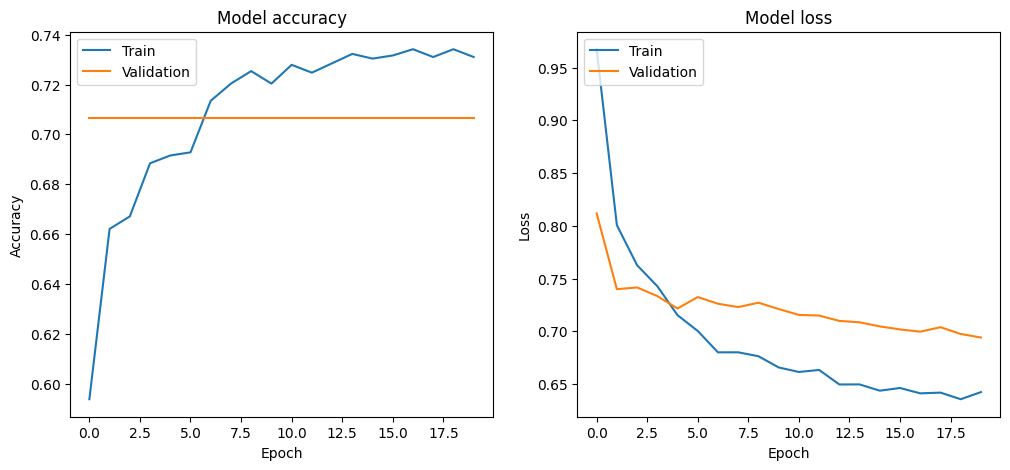 Model accuracy
Train
Validation
0.74
0.72
0.70
0.68
0.66
0.64
0.62
0.60
Accuracy
0.0 2.5 5.0 7.5 10.0 12.5 15.0 17.5
Epoch
Model loss
Train
Validation
0.95
0.90
0.85
0.80
0.75
0.70
0.65
Loss
0.0 2.5 5.0 7.5 10.0 12.5 15.0 17.5
Epoch